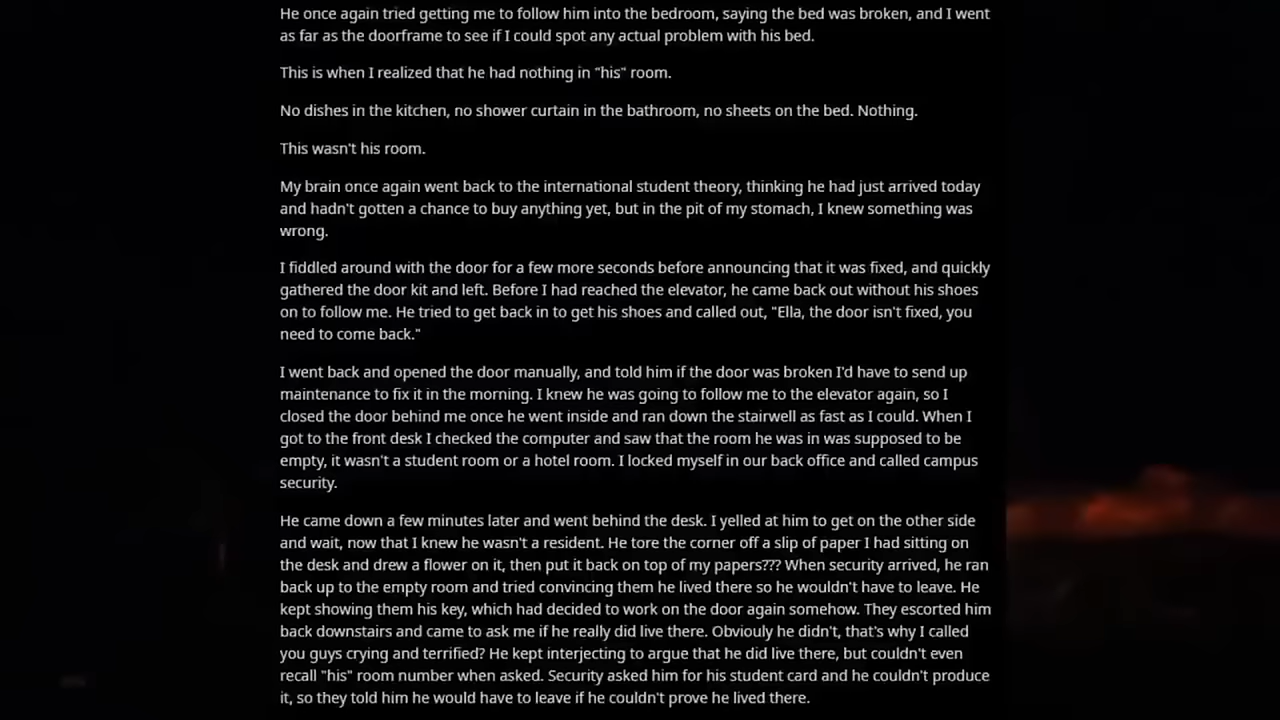 He once again tried getting me to follow him into the bedroom, saying the bed was broken, and I went
as far as the doorframe to see if I could spot any actual problem with his bed.
This is when I realized that he had nothing in "his" room.
No dishes in the kitchen, no shower curtain in the bathroom, no sheets on the bed. Nothing.
This wasn't his room.
My brain once again went back to the international student theory, thinking he had just arrived today
and hadn't gotten a chance to buy anything yet, but in the pit of my stomach, I knew something was
wrong.
I fiddled around with the door for a few more seconds before announcing that it was fixed, and quickly
gathered the door kit and left. Before I had reached the elevator, he came back out without his shoes
on to follow me. He tried to get back in to get his shoes and called out, "Ella, the door isn't fixed, you
need to come back."
I went back and opened the door manually, and told him if the door was broken I'd have to send up
maintenance to fix it in the morning. I knew he was going to follow me to the elevator again, so I
closed the door behind me once he went inside and ran down the stairwell as fast as I could. When I
got to the front desk I checked the computer and saw that the room he was in was supposed to be
empty, it wasn't a student room or a hotel room. I locked myself in our back office and called campus
security.
He came down a few minutes later and went behind the desk. I yelled at him to get on the other side
and wait, now that I knew he wasn't a resident. He tore the corner off a slip of paper I had sitting on
the desk and drew a flower on it, then put it back on top of my papers??? When security arrived, he ran
back up to the empty room and tried convincing them he lived there so he wouldn't have to leave. He
kept showing them his key, which had decided to work on the door again somehow. They escorted him
back downstairs and came to ask me if he really did live there. Obviouly he didn't, that's why I called
you guys crying and terrified? He kept interjecting to argue that he did live there, but couldn't even
recall "his" room number when asked. Security asked him for his student card and he couldn't produce
it, so they told him he would have to leave if he couldn't prove he lived there.